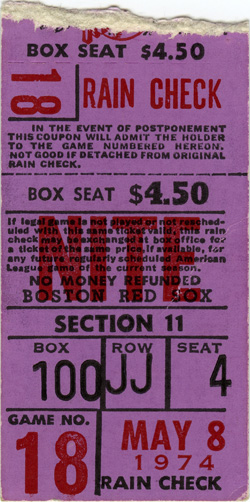 BOX SEAT $4.50
18
RAIN CHECK
IN THE EVENT OF POSTPONEMENT
THIS COUPON WILL ADMIT THE HOLDER
TO THE GAME NUMBERED HEREON.
NOT GOOD IF DETACHED FROM ORIGINAL
RAIN CHECK.
BOX SEAT $4.50
If legal game is not played or not resched-
uled with this same ticket valid, this rain
check may be exchanged at box office for
a ticket of the same price, if available, for
any future regularly scheduled American
League game of the current season.
NITE
NO MONEY REFUNDED
BOSTON RED SOX
SECTION 11
BOX ROW SEAT
100 JJ 4
GAME NO.
18
MAY 8
1974
RAIN CHECK